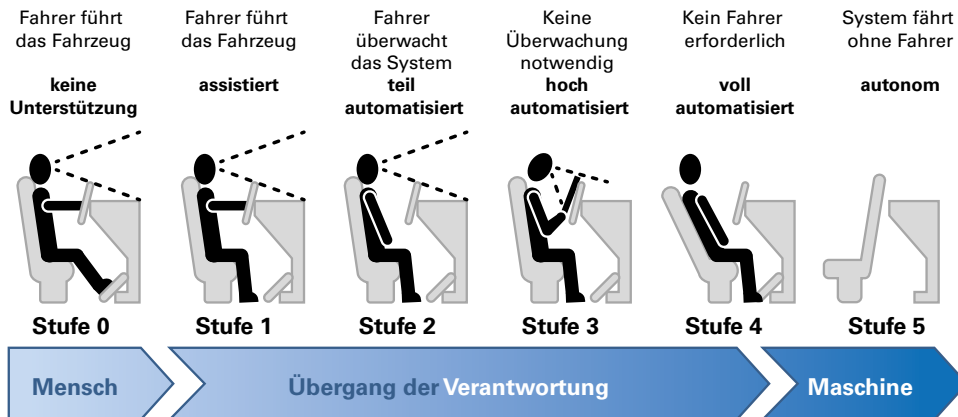 Fahrer führt
das Fahrzeug
keine
Unterstützung
Stufe 0
Fahrer führt
das Fahrzeug
assistiert
Stufe 1
Fahrer
überwacht
das System
teil
automatisiert
Stufe 2
Keine
Überwachung
notwendig
hoch
automatisiert
Stufe 3
Kein Fahrer
erforderlich
voll
automatisiert
Stufe 4
System fährt
ohne Fahrer
autonom
Stufe 5
Mensch
Übergang der Verantwortung
Maschine